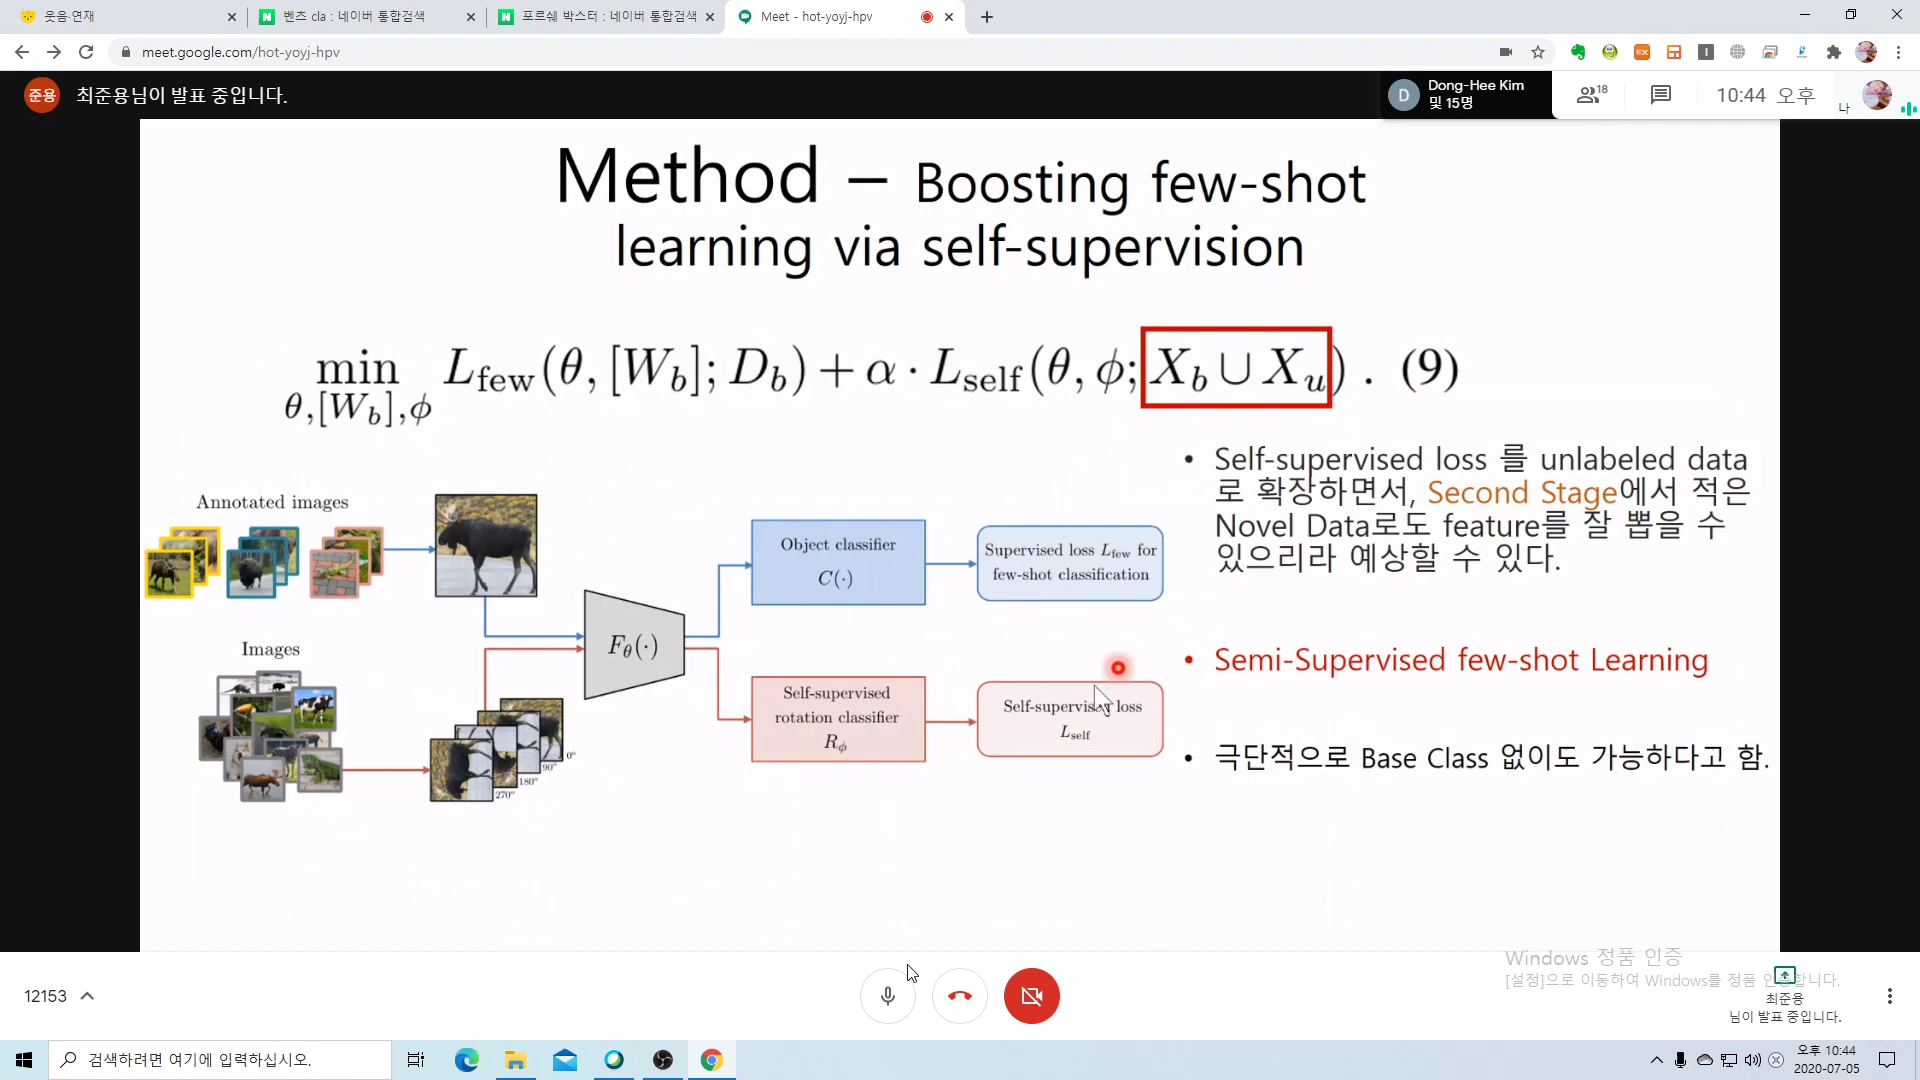 웃음·연재
벤츠 cla : 네이버 통합검색
포르쉐 박스터 : 네이버 통합검색
Meet - hot-yoyj-hpv
meet.google.com/hot-yoyj-hpv
준용
최준용님이 발표 중입니다.
D
Dong-Hee Kim
및 15명
18
10:44 오후
나
Method – Boosting few-shot
learning via self-supervision
min L_few(θ, [W_b]; D_b) + α · L_self(θ, ϕ; X_b ∪ X_u) . (9)
θ,[W_b],ϕ
Annotated images
Images
F_θ(·)
0°
90°
180°
270°
Object classifier
C(·)
Supervised loss L_few for
few-shot classification
Self-supervised
rotation classifier
R_ϕ
Self-supervised loss
L_self
• Self-supervised loss 를 unlabeled data
로 확장하면서, Second Stage에서 적은
Novel Data로도 feature를 잘 뽑을 수
있으리라 예상할 수 있다.
• Semi-Supervised few-shot Learning
• 극단적으로 Base Class 없이도 가능하다고 함.
Windows 정품 인증
[설정]으로 이동하여 Windows를 정품 인증합니다.
12153
최준용
님이 발표 중입니다.
검색하려면 여기에 입력하십시오.
오후 10:44
2020-07-05